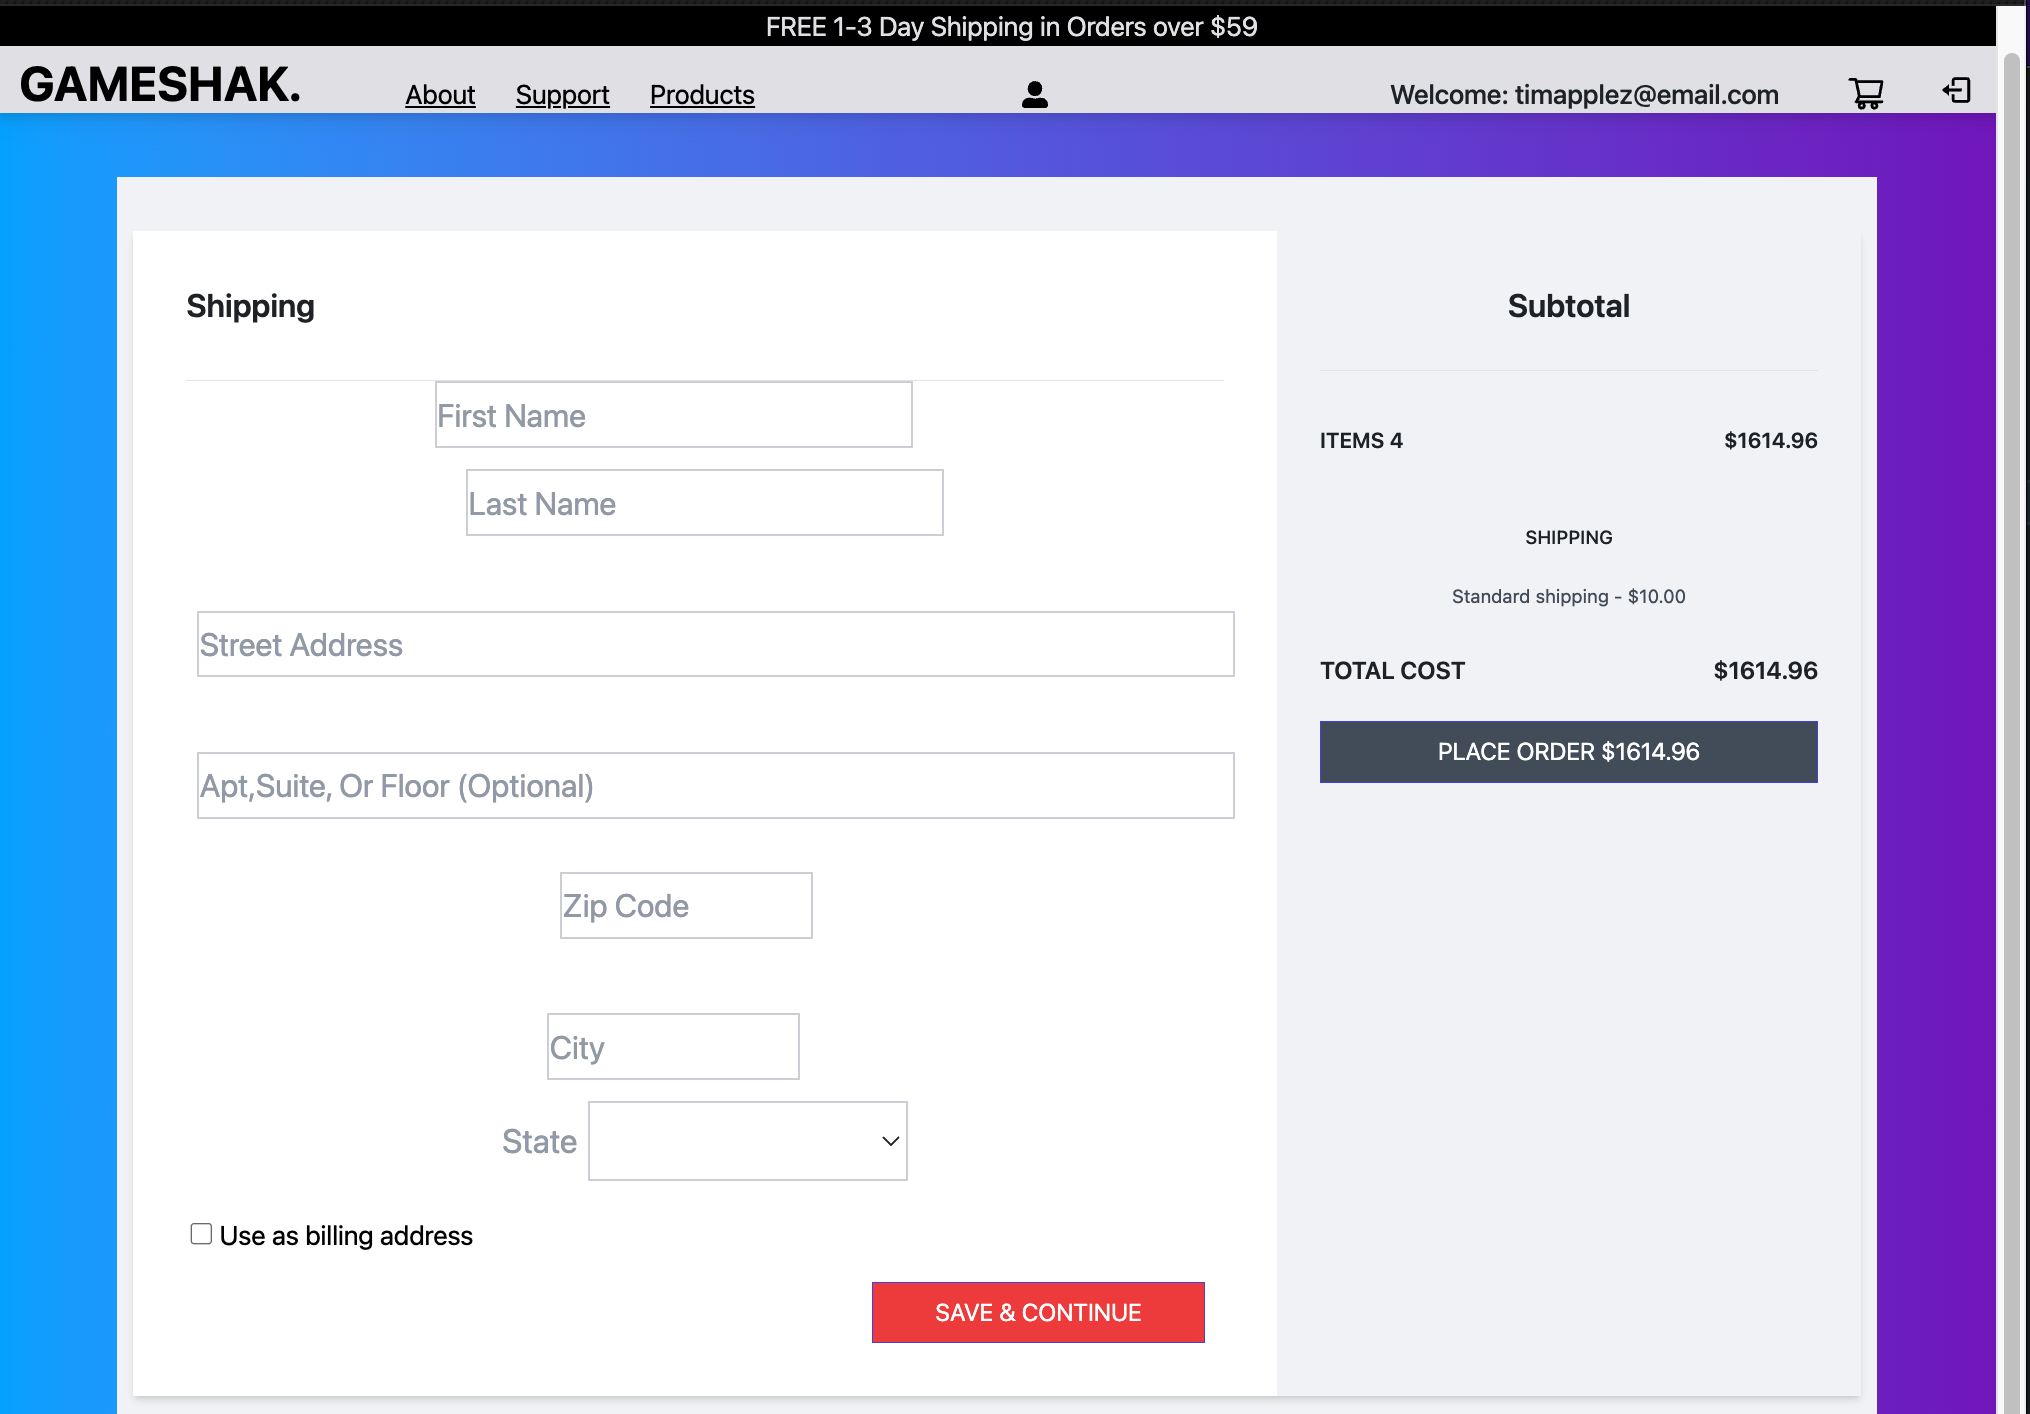 FREE 1-3 Day Shipping in Orders over $59
GAMESHAK.
About Support Products
Welcome: timapplez@email.com
Shipping
First Name
Last Name
Street Address
Apt,Suite, Or Floor (Optional)
Zip Code
City
State
Use as billing address
SAVE & CONTINUE
Subtotal
ITEMS 4 $1614.96
SHIPPING
Standard shipping - $10.00
TOTAL COST $1614.96
PLACE ORDER $1614.96